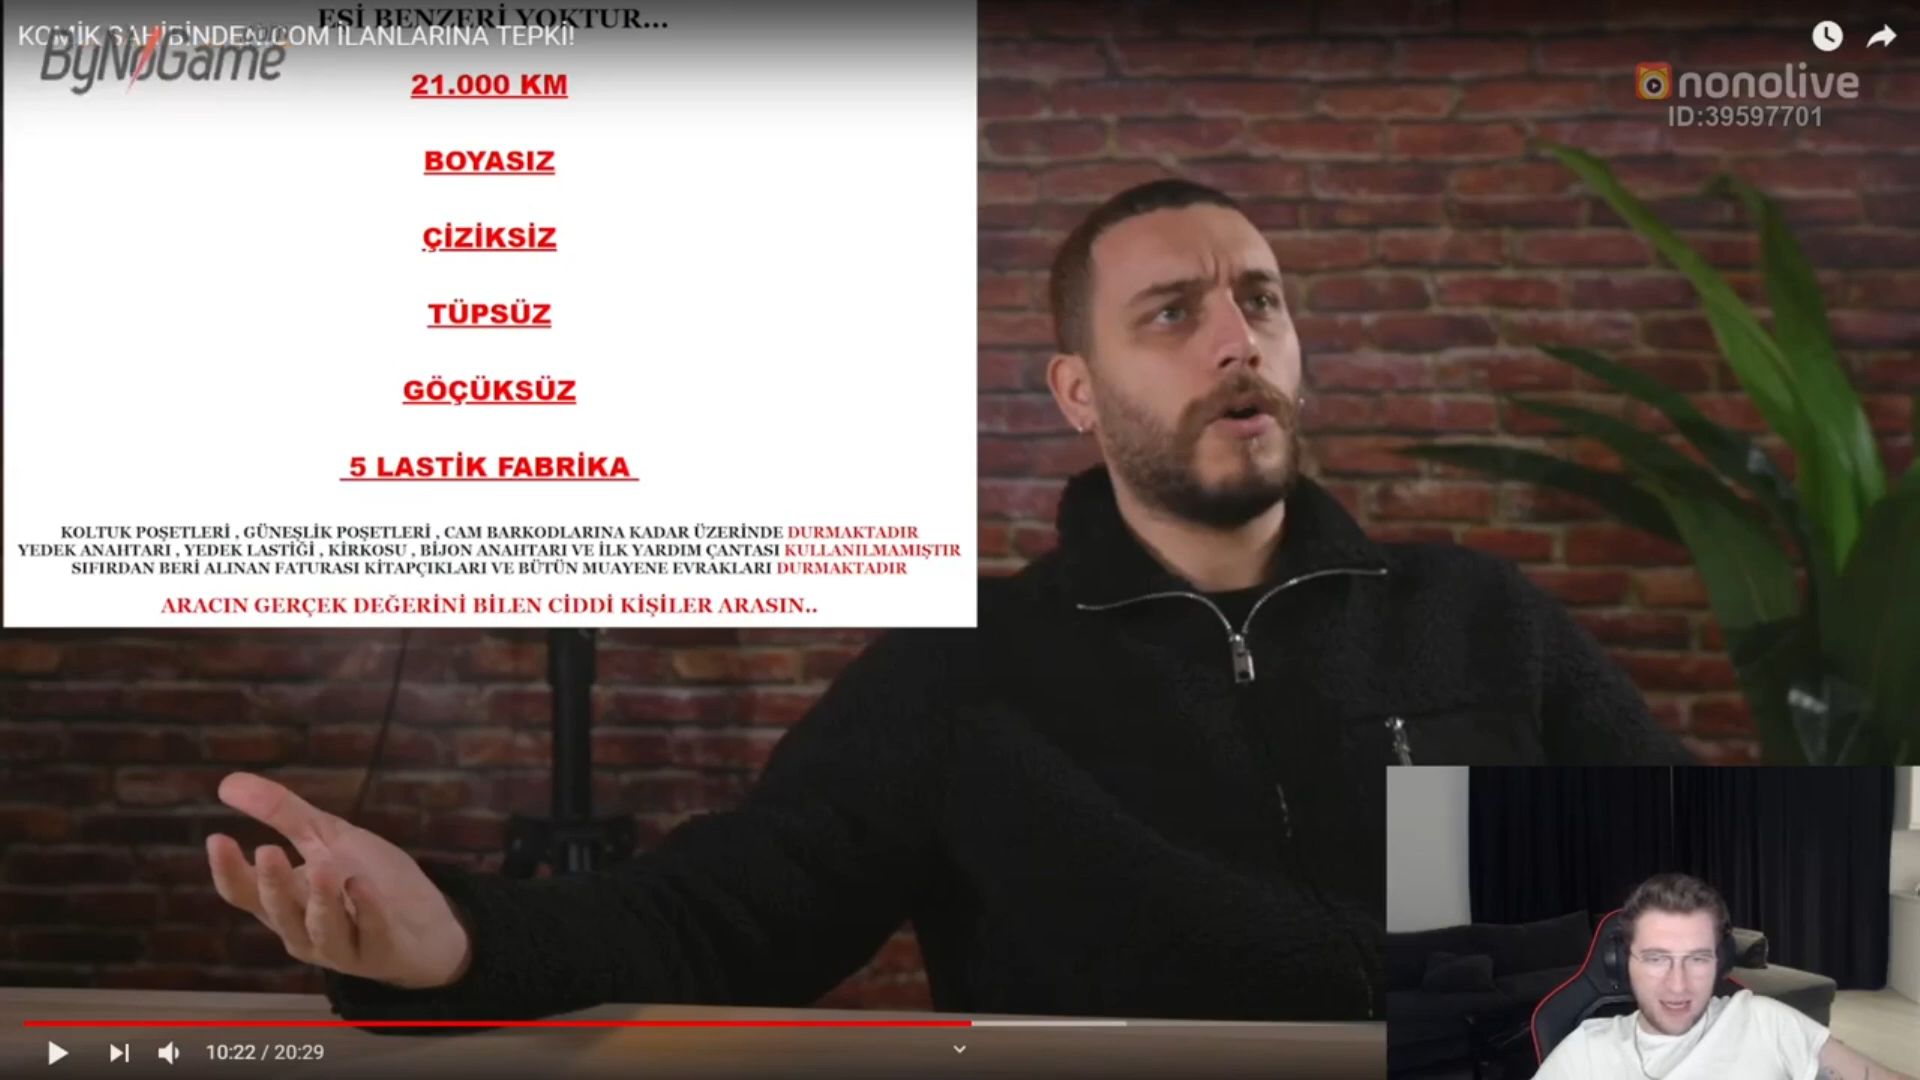 EŞİ BENZERİ YOKTUR...
KOMİK SAHİBİNDEN.COM İLANLARINA TEPKİ!
ByNoGame
.com
nonolive
ID:39597701
21.000 KM
BOYASIZ
ÇİZİKSİZ
TÜPSÜZ
GÖÇÜKSÜZ
5 LASTİK FABRİKA
KOLTUK POŞETLERİ , GÜNEŞLİK POŞETLERİ , CAM BARKODLARINA KADAR ÜZERİNDE DURMAKTADIR
YEDEK ANAHTARI , YEDEK LASTİĞİ , KİRKOSU , BİJON ANAHTARI VE İLK YARDIM ÇANTASI KULLANILMAMIŞTIR
SIFIRDAN BERİ ALINAN FATURASI KİTAPÇIKLARI VE BÜTÜN MUAYENE EVRAKLARI DURMAKTADIR
ARACIN GERÇEK DEĞERİNİ BİLEN CİDDİ KİŞİLER ARASIN..
10:22 / 20:29